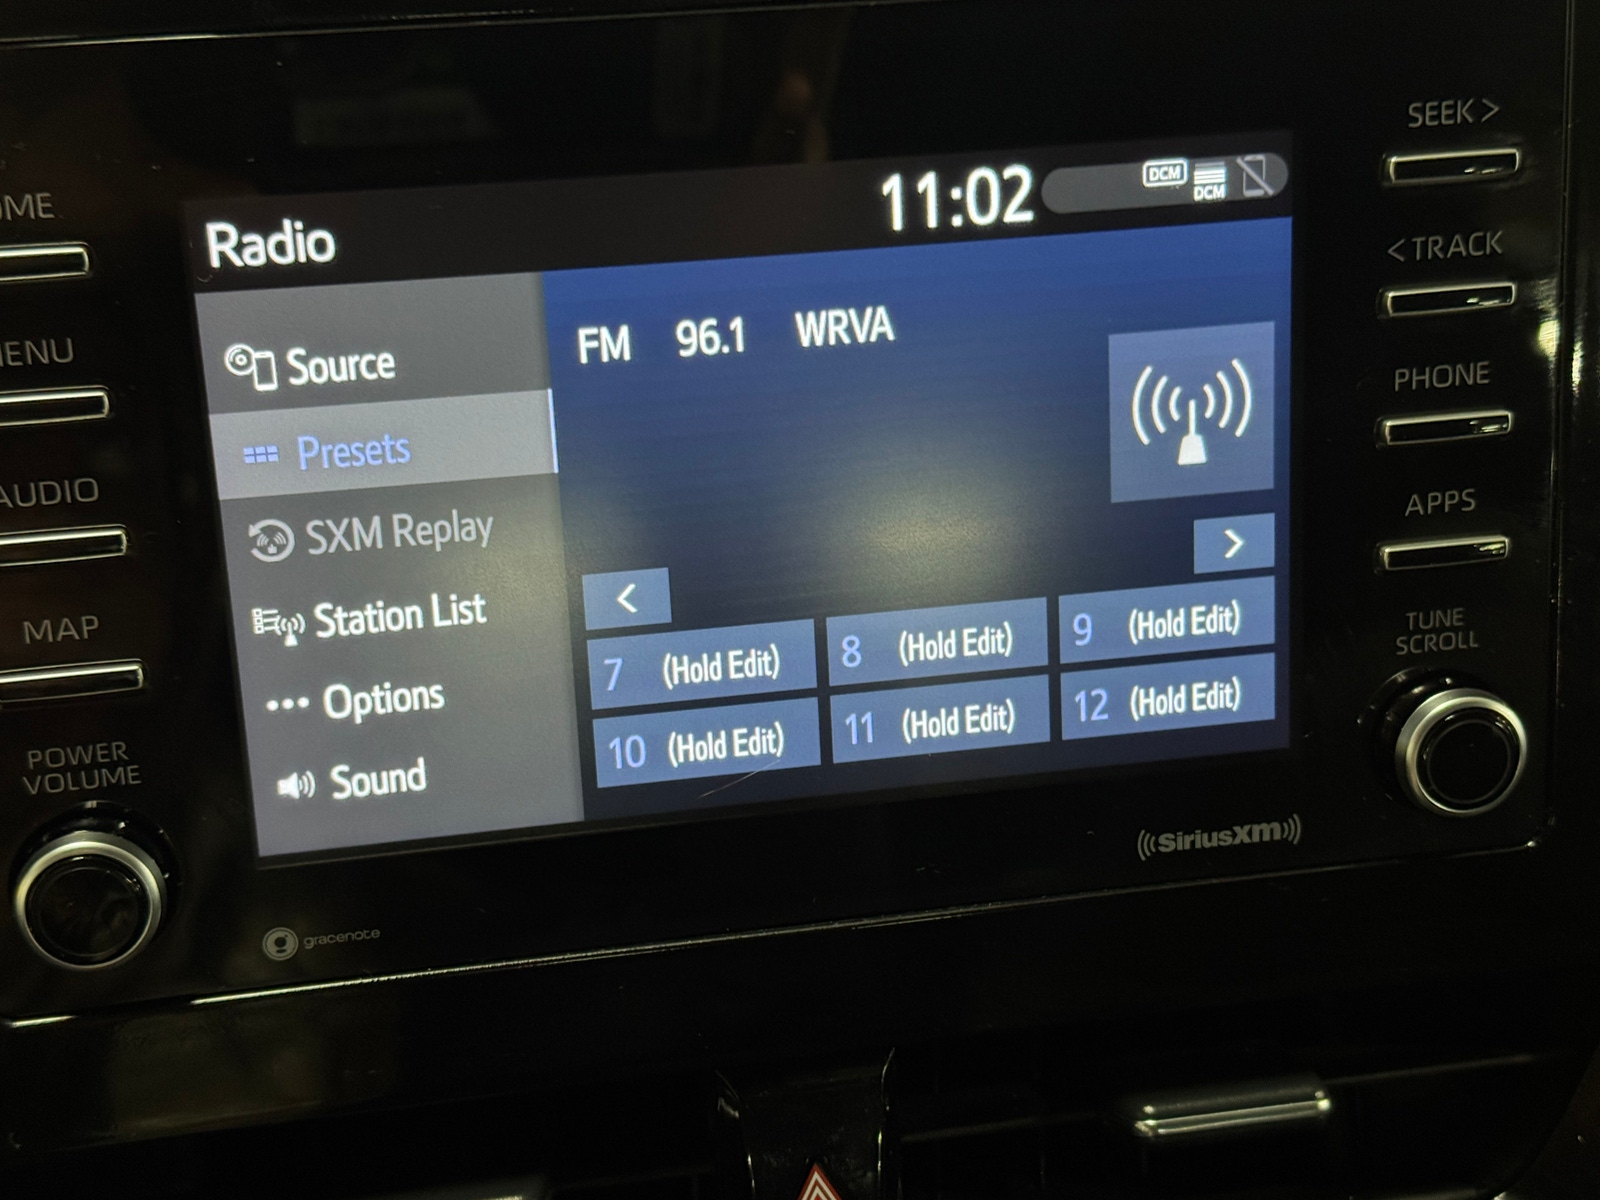 Radio
11:02
DCM
DCM
Source
Presets
SXM Replay
Station List
Options
Sound
FM 96.1 WRVA
<
>
7 (Hold Edit)
8 (Hold Edit)
9 (Hold Edit)
10 (Hold Edit)
11 (Hold Edit)
12 (Hold Edit)
OME
MENU
AUDIO
MAP
POWER
VOLUME
SEEK >
< TRACK
PHONE
APPS
TUNE
SCROLL
gracenote
((SiriusXM))